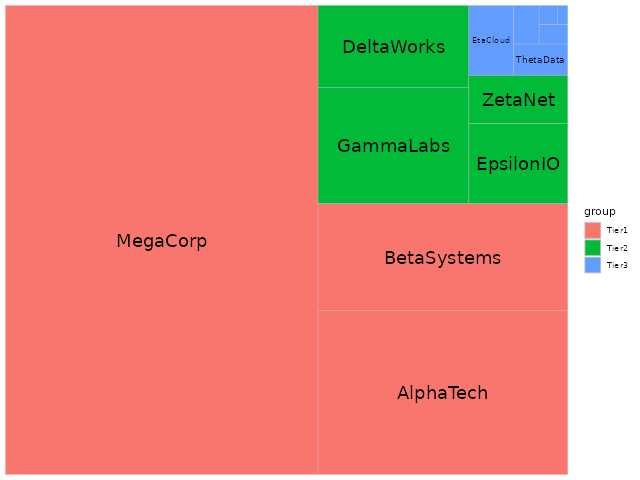 DeltaWorks
EtaCloud
ThetaData
ZetaNet
GammaLabs
EpsilonIO
MegaCorp
BetaSystems
AlphaTech
group
Tier1
Tier2
Tier3